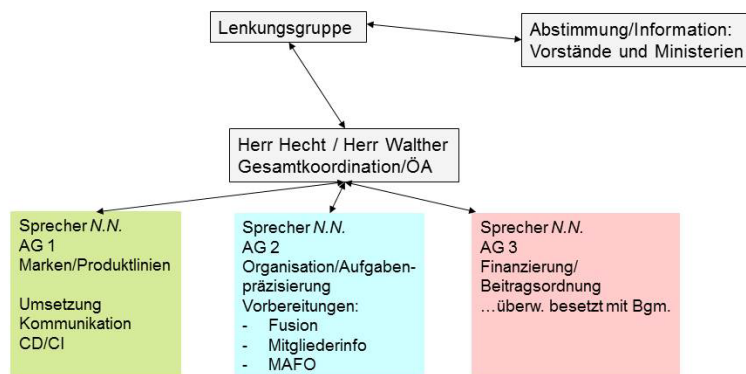 Lenkungsgruppe
Abstimmung/Information:
Vorstände und Ministerien
Herr Hecht / Herr Walther
Gesamtkoordination/ÖA
Sprecher N.N.
AG 1
Marken/Produktlinien
Umsetzung
Kommunikation
CD/CI
Sprecher N.N.
AG 2
Organisation/Aufgaben-
präzisierung
Vorbereitungen:
- Fusion
- Mitgliederinfo
- MAFO
Sprecher N.N.
AG 3
Finanzierung/
Beitragsordnung
…überw. besetzt mit Bgm.